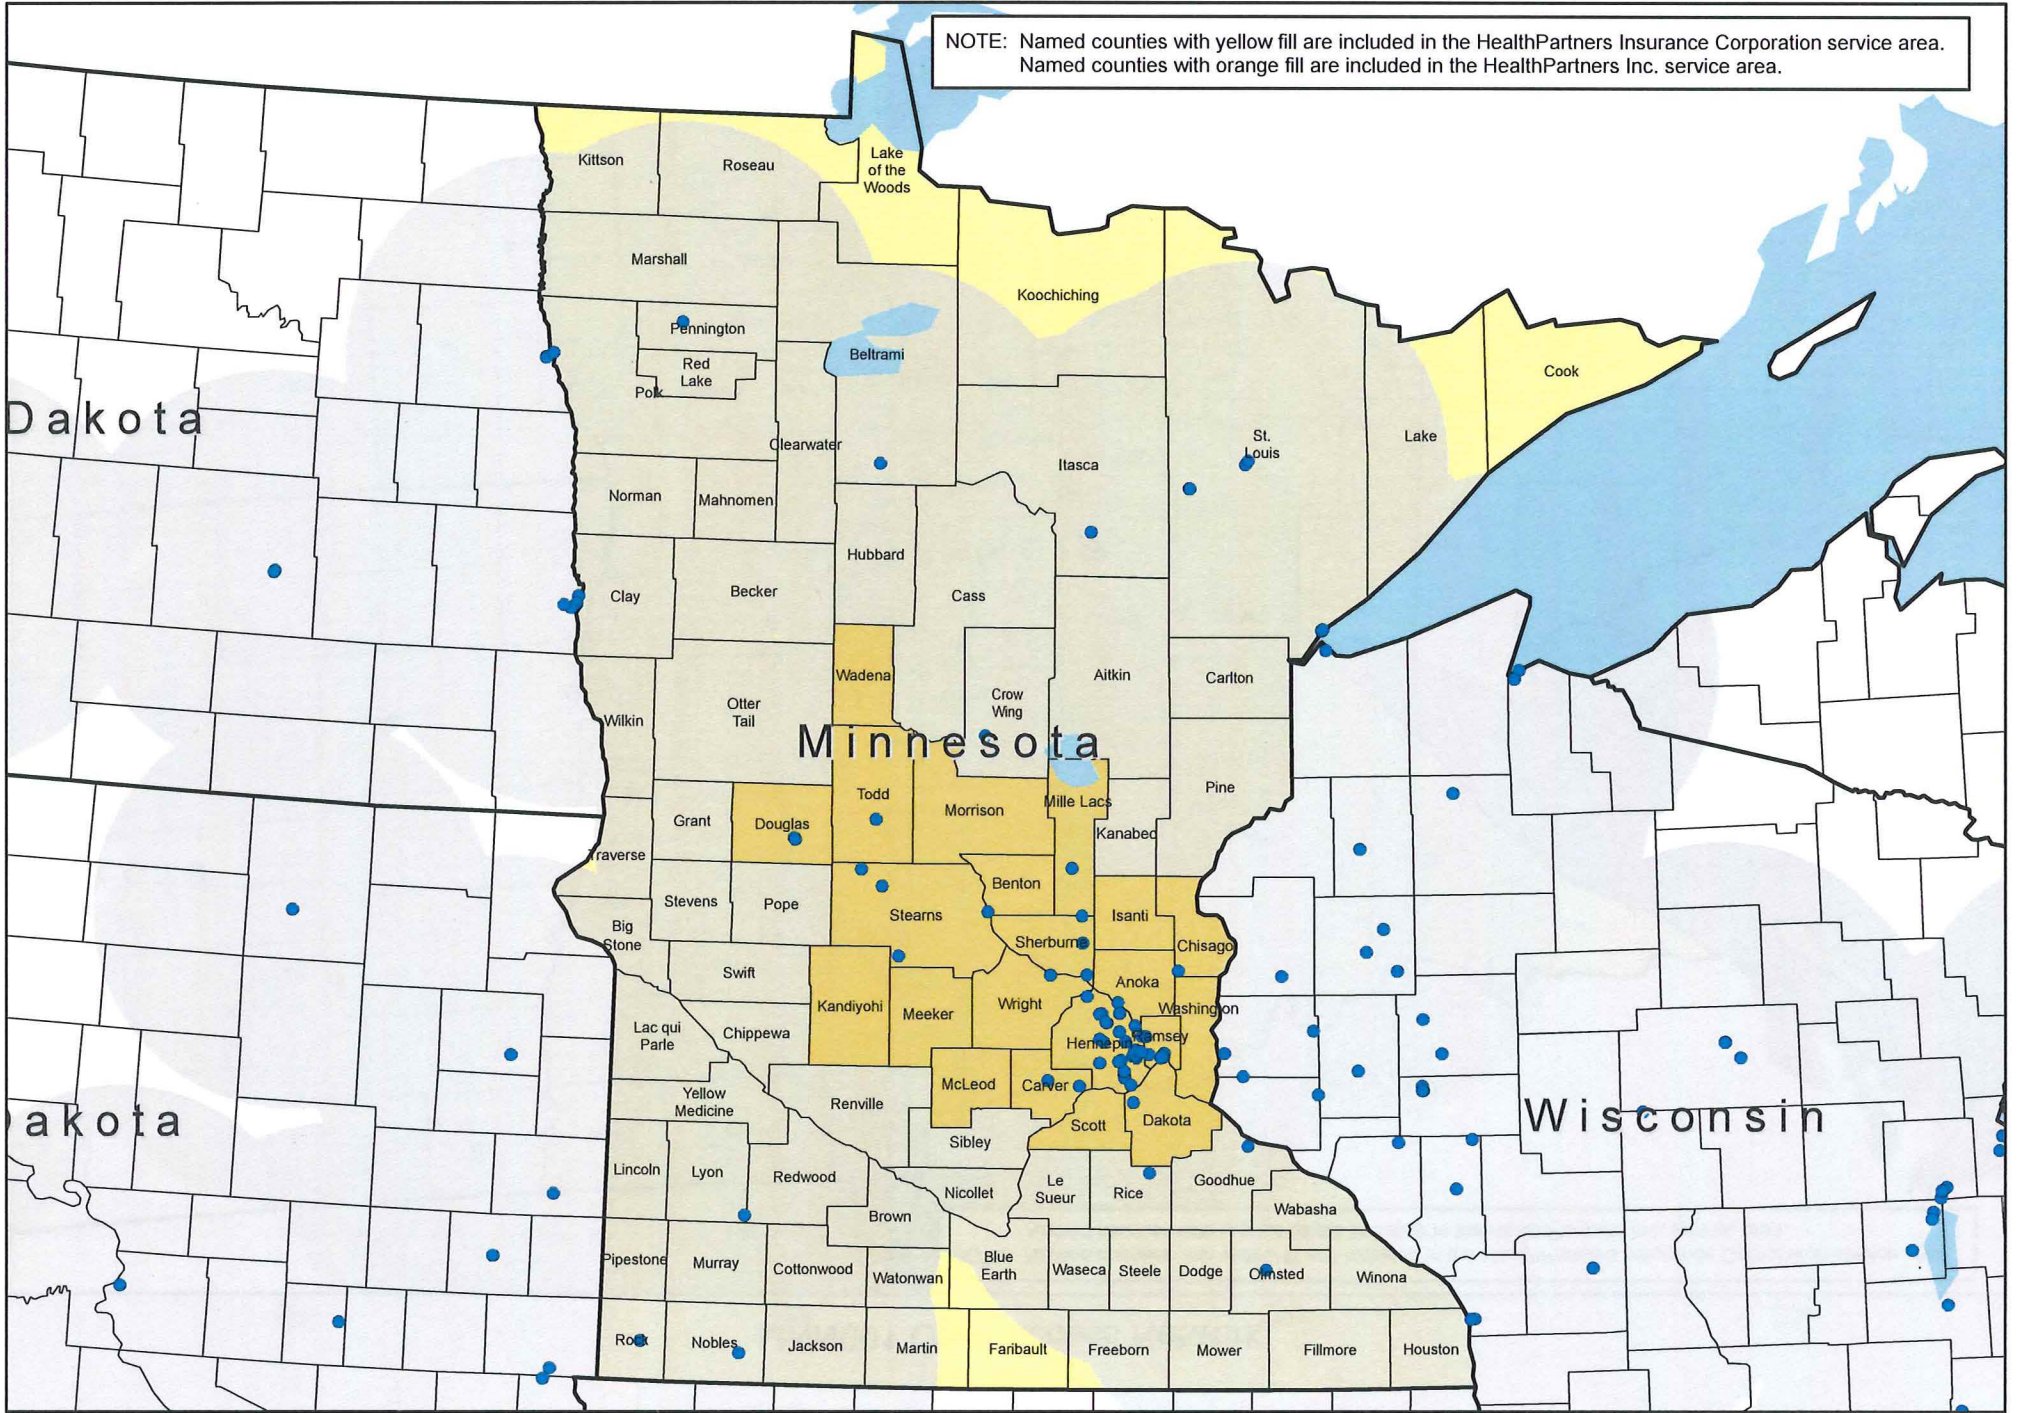 NOTE: Named counties with yellow fill are included in the HealthPartners Insurance Corporation service area.
Named counties with orange fill are included in the HealthPartners Inc. service area.
Kittson
Roseau
Lake
of the
Woods
Marshall
Koochiching
Pennington
Red
Lake
Beltrami
Polk
Cook
Dakota
Clearwater
St.
Louis
Lake
Itasca
Norman
Mahnomen
Hubbard
Clay
Becker
Cass
Wadena
Aitkin
Carlton
Otter
Tail
Crow
Wing
Wilkin
Minnesota
Pine
Todd
Morrison
Mille Lacs
Grant
Douglas
Kanabec
Traverse
Benton
Stevens
Pope
Stearns
Isanti
Big
Stone
Sherburne
Chisago
Swift
Anoka
Kandiyohi
Meeker
Wright
Washington
Lac qui
Parle
Chippewa
Hennepin
Ramsey
McLeod
Carver
Yellow
Medicine
Renville
Dakota
Scott
Dakota
Wisconsin
Sibley
Lincoln
Lyon
Redwood
Nicollet
Le
Sueur
Rice
Goodhue
Brown
Wabasha
Pipestone
Murray
Cottonwood
Watonwan
Blue
Earth
Waseca
Steele
Dodge
Olmsted
Winona
Rock
Nobles
Jackson
Martin
Faribault
Freeborn
Mower
Fillmore
Houston